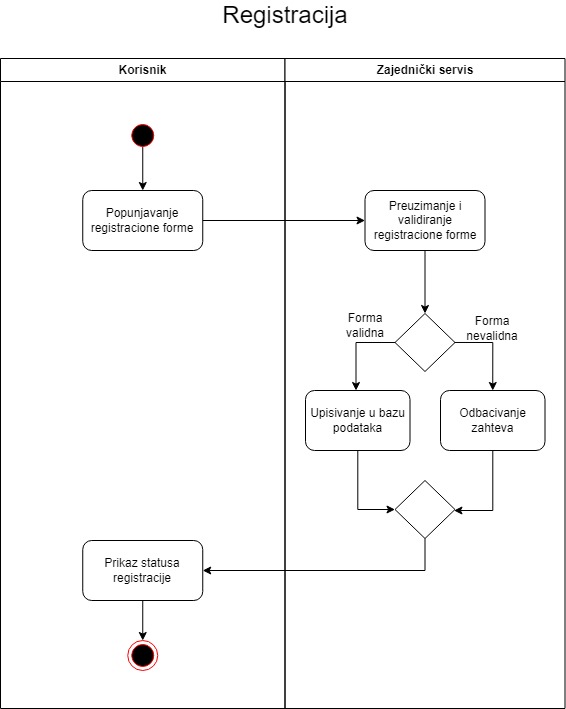 Registracija
Korisnik
Zajednički servis
Popunjavanje
registracione forme
Preuzimanje i
validiranje
registracione forme
Forma
validna
Forma
nevalidna
Upisivanje u bazu
podataka
Odbacivanje
zahteva
Prikaz statusa
registracije